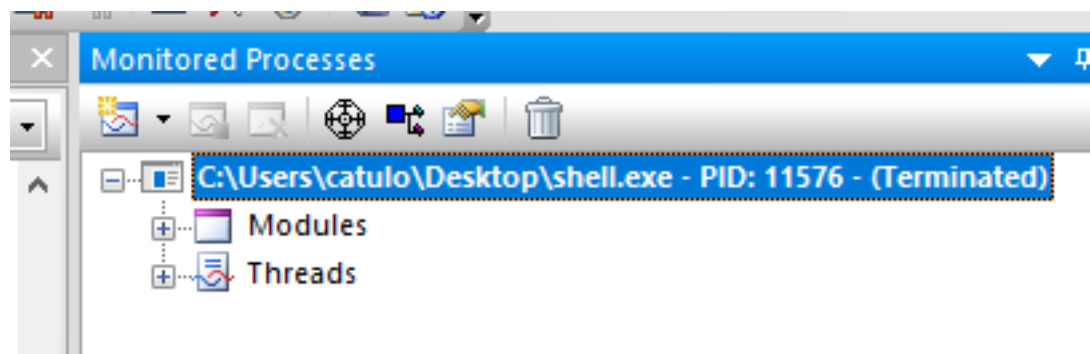 Monitored Processes
C:\Users\catulo\Desktop\shell.exe - PID: 11576 - (Terminated)
Modules
Threads